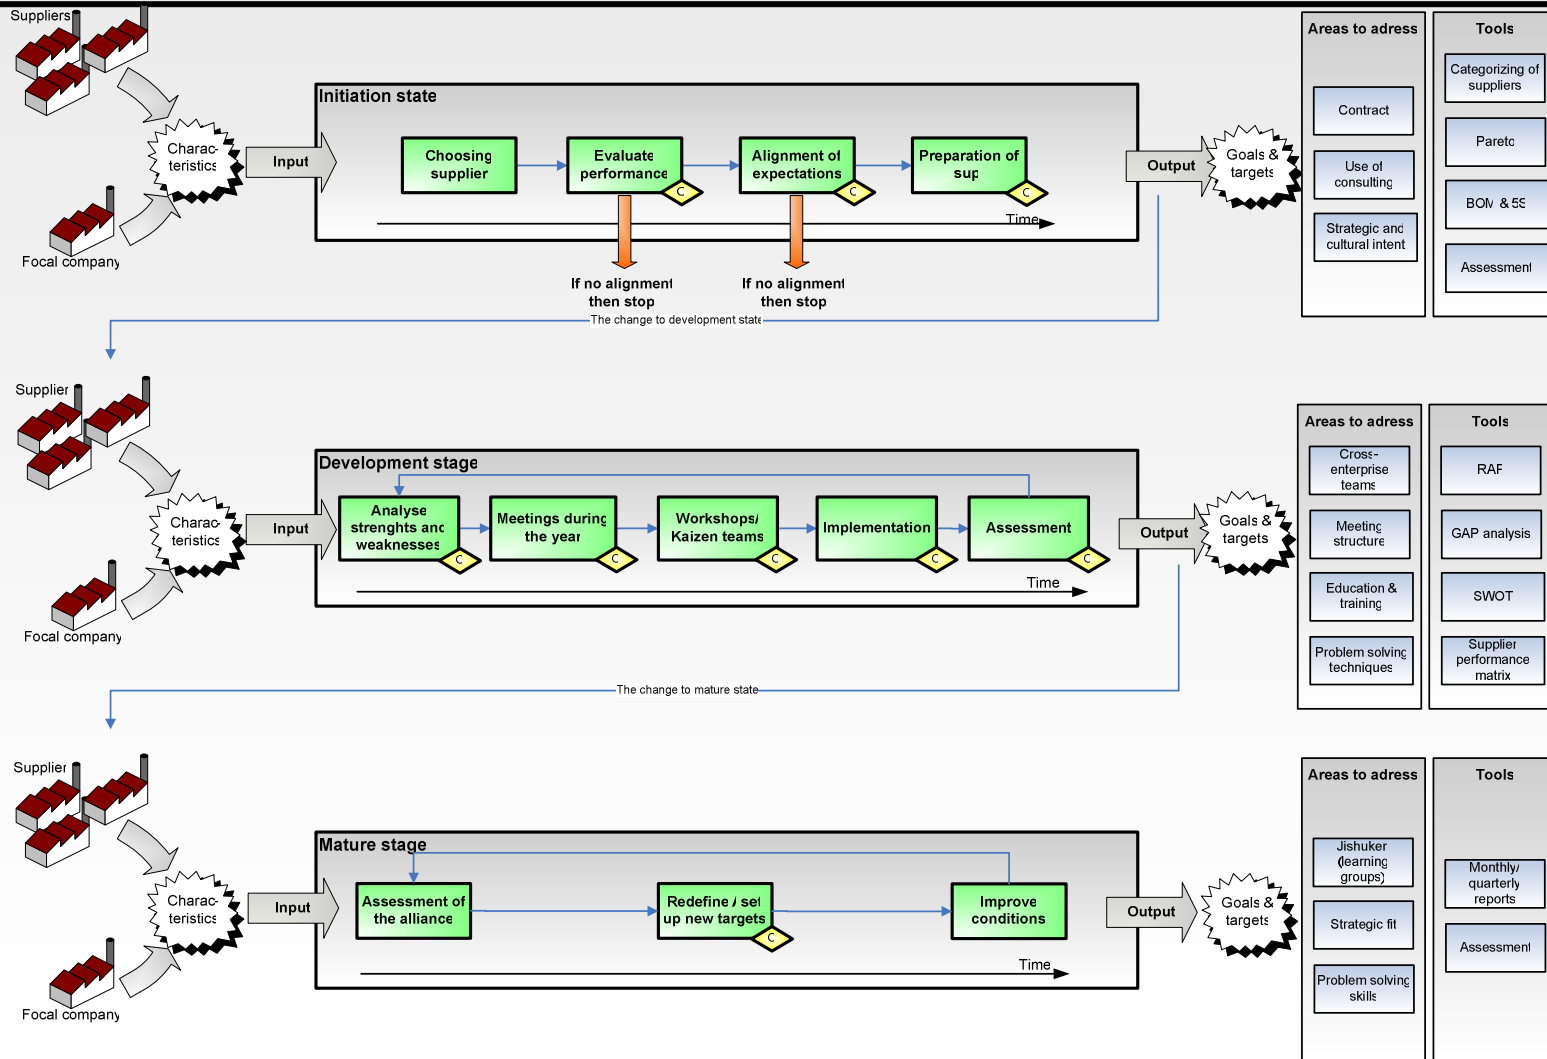 Suppliers
Focal company
Charac-
teristics
Input
Initiation state
Choosing
supplier
Evaluate
performance
C
Alignment of
expectations
C
Preparation of
sup
C
Time
If no alignment
then stop
If no alignment
then stop
Output
Goals &
targets
Areas to adress
Contract
Use of
consulting
Strategic and
cultural intent
Tools
Categorizing of
suppliers
Pareto
BOM & 5S
Assessment
The change to development state
Supplier
Focal company
Charac-
teristics
Input
Development stage
Analyse
strenghts and
weaknesses
C
Meetings during
the year
C
Workshops/
Kaizen teams
C
Implementation
C
Assessment
C
Time
Output
Goals &
targets
Areas to adress
Cross-
enterprise
teams
Meeting
structure
Education &
training
Problem solving
techniques
Tools
GAP analysis
SWOT
Supplier
performance
matrix
The change to mature state
Supplier
Focal company
Charac-
teristics
Input
Mature stage
Assessment of
the alliance
Redefine / set
up new targets
C
Improve
conditions
Time
Output
Goals &
targets
Areas to adress
Jishuker
(learning
groups)
Strategic fit
Problem solving
skills
Tools
Monthly/
quarterly
reports
Assessment